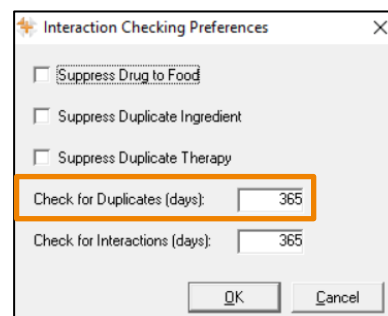 Interaction Checking Preferences
Suppress Drug to Food
Suppress Duplicate Ingredient
Suppress Duplicate Therapy
Check for Duplicates (days): 365
Check for Interactions (days): 365
OK Cancel